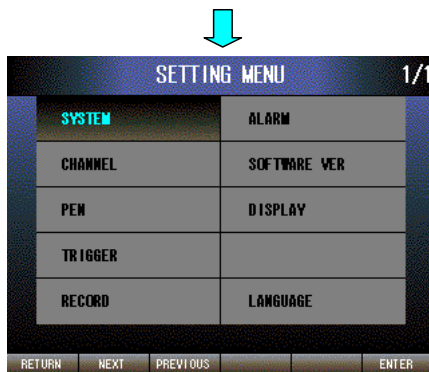 SETTING MENU 1/1
SYSTEM ALARM
CHANNEL SOFTWARE VER
PEN DISPLAY
TRIGGER
RECORD LANGUAGE
RETURN NEXT PREVIOUS ENTER